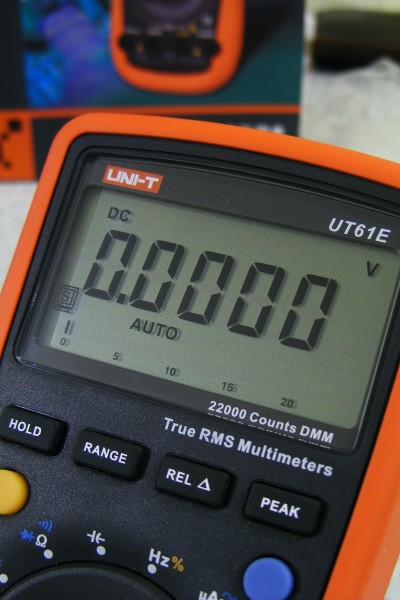 UNI-T
UT61E
DC
V
0.0000
AUTO
0 5 10 15 20
22000 Counts DMM
True RMS Multimeters
HOLD
RANGE
REL Δ
PEAK
Ω
Hz%
μA